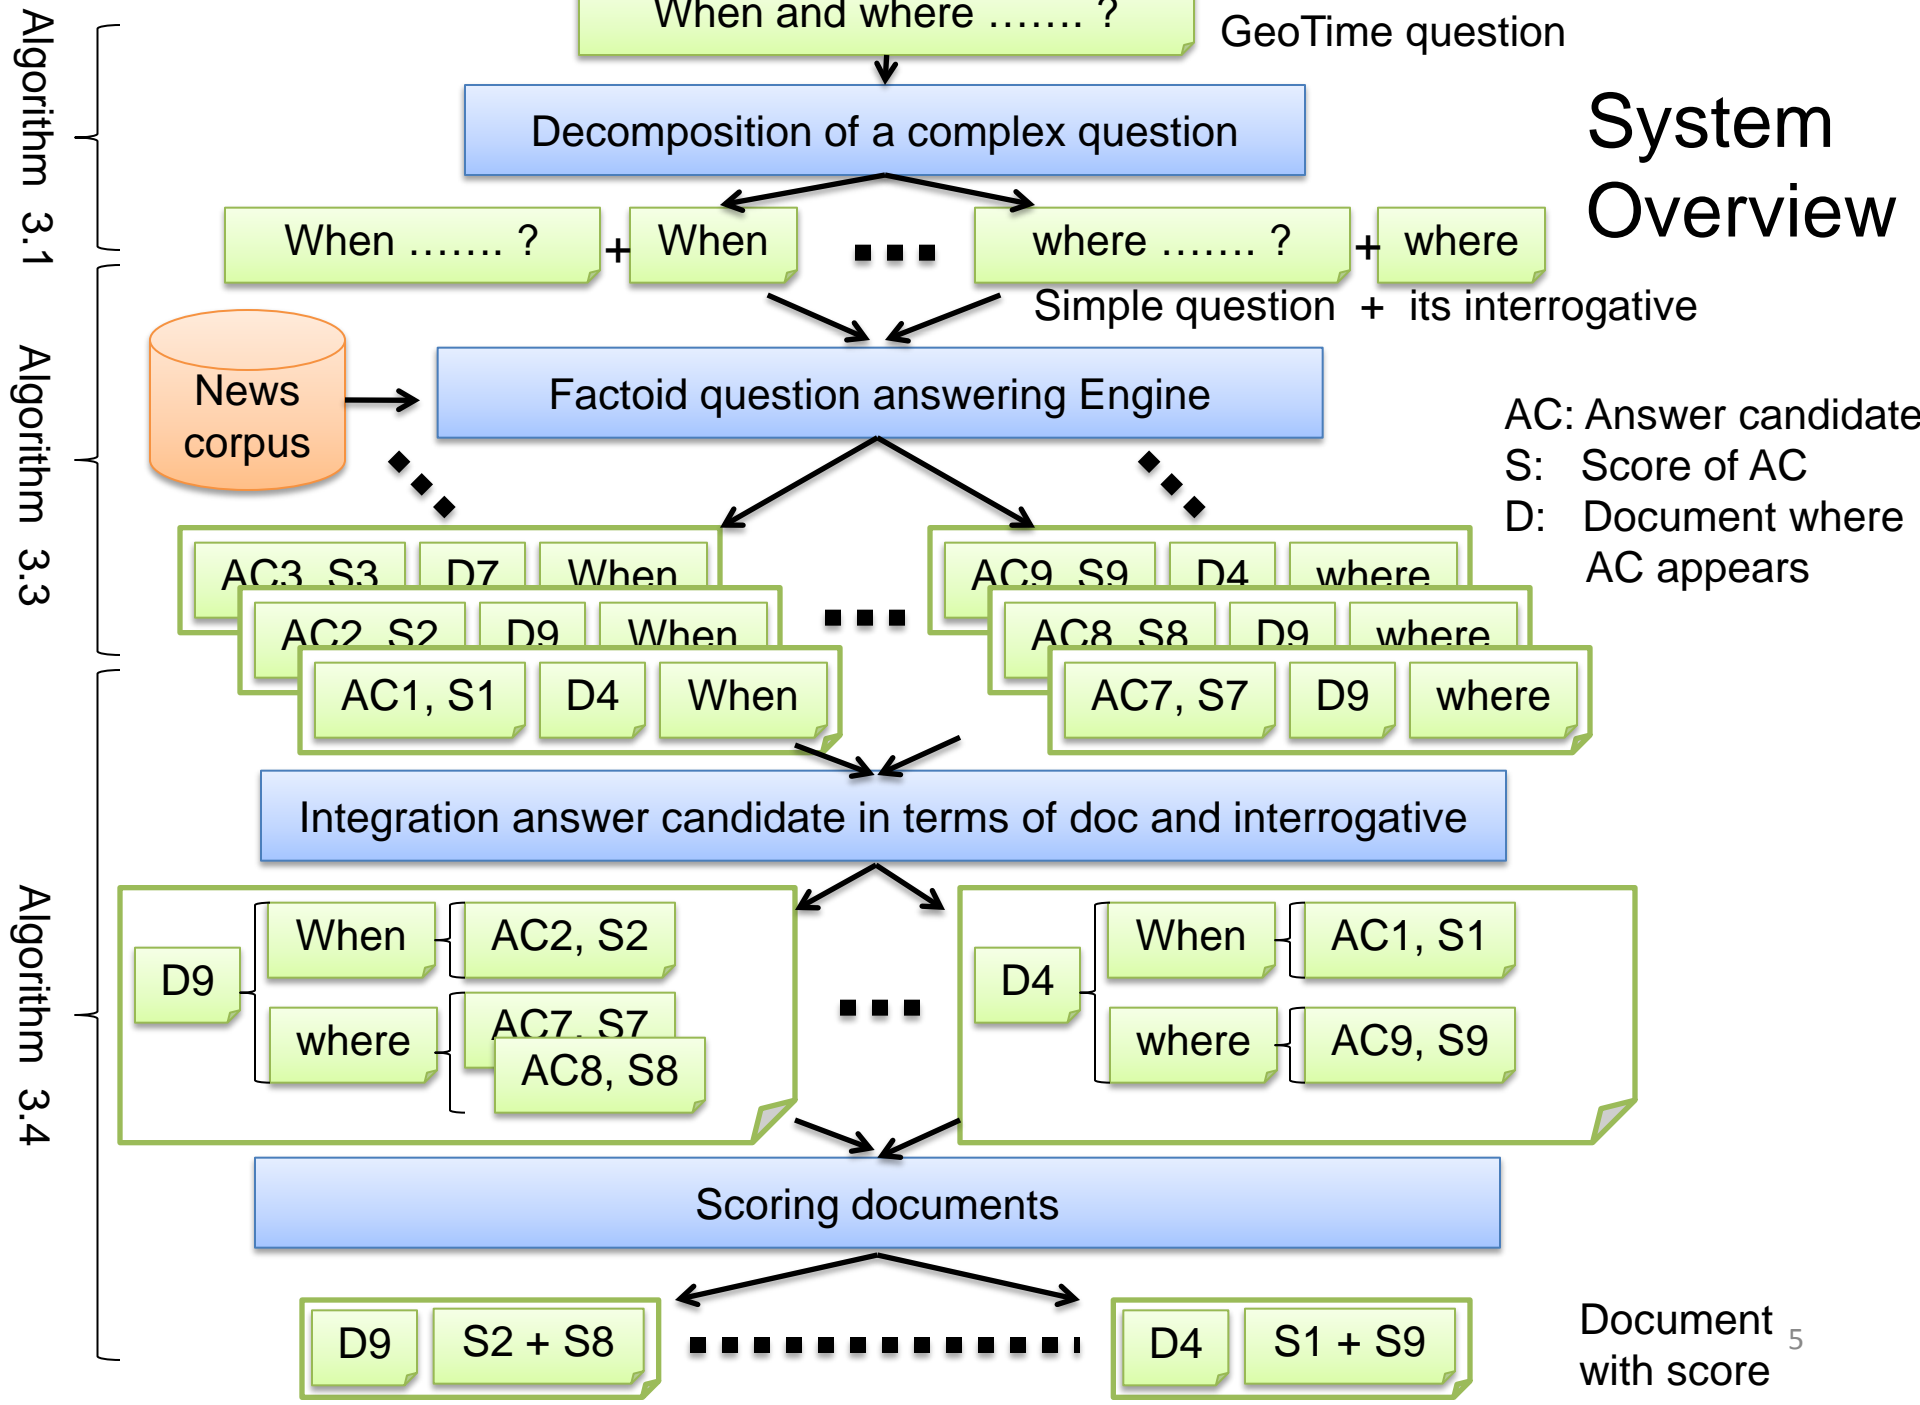 When and where ……. ?
GeoTime question
System
Overview
Algorithm 3.1
Decomposition of a complex question
When ……. ?
+
When
where ……. ?
+
where
Simple question + its interrogative
Algorithm 3.3
News
corpus
Factoid question answering Engine
AC: Answer candidate
S: Score of AC
D: Document where
AC appears
AC3, S3
D7
When
AC2, S2
D9
When
AC1, S1
D4
When
AC9, S9
D4
where
AC8, S8
D9
where
AC7, S7
D9
where
Algorithm 3.4
Integration answer candidate in terms of doc and interrogative
D9
When
AC2, S2
where
AC7, S7
AC8, S8
D4
When
AC1, S1
where
AC9, S9
Scoring documents
D9
S2 + S8
D4
S1 + S9
Document
with score
5